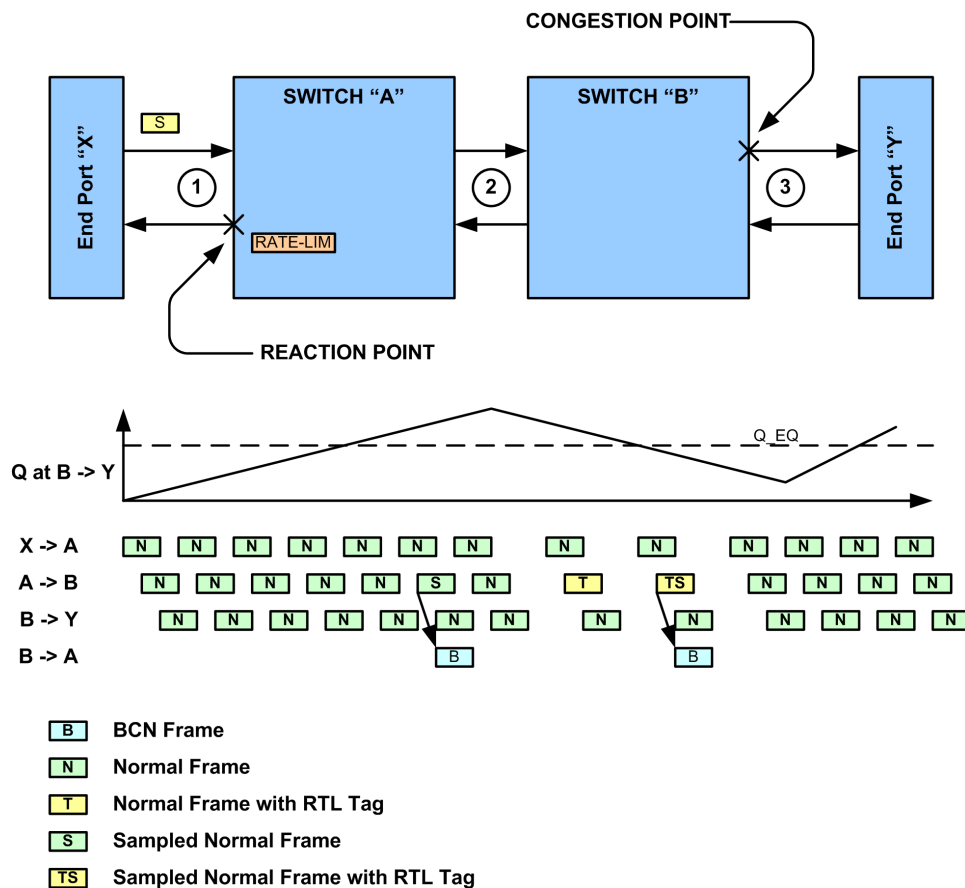 CONGESTION POINT
End Port "X"
S
SWITCH "A"
SWITCH "B"
End Port "Y"
1
2
3
RATE-LIM
REACTION POINT
Q_EQ
Q at B -> Y
X -> A N N N N N N N N N N N N N
A -> B N N N N N S N T TS N N N N
B -> Y N N N N N N N N N N N N N
B -> A B B
B BCN Frame
N Normal Frame
T Normal Frame with RTL Tag
S Sampled Normal Frame
TS Sampled Normal Frame with RTL Tag